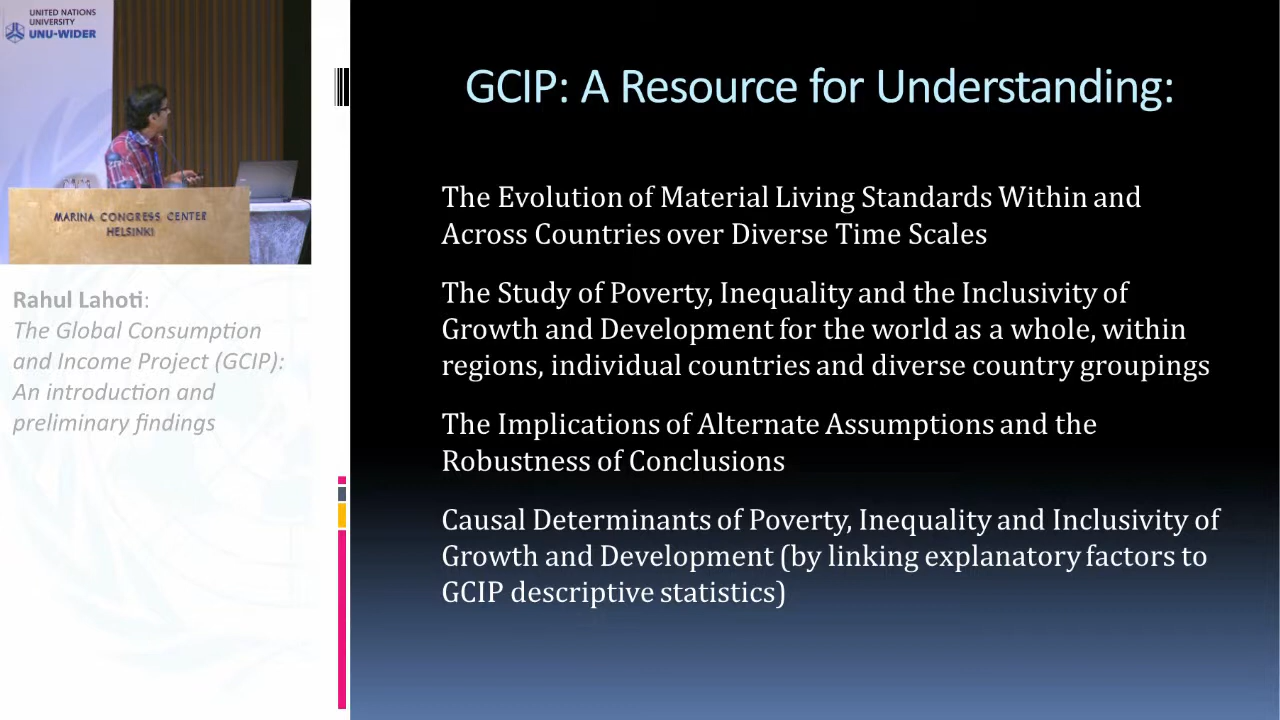 UNITED NATIONS
UNIVERSITY
UNU-WIDER
MARINA CONGRESS CENTER
HELSINKI
Rahul Lahoti:
The Global Consumption
and Income Project (GCIP):
An introduction and
preliminary findings
GCIP: A Resource for Understanding:
The Evolution of Material Living Standards Within and
Across Countries over Diverse Time Scales
The Study of Poverty, Inequality and the Inclusivity of
Growth and Development for the world as a whole, within
regions, individual countries and diverse country groupings
The Implications of Alternate Assumptions and the
Robustness of Conclusions
Causal Determinants of Poverty, Inequality and Inclusivity of
Growth and Development (by linking explanatory factors to
GCIP descriptive statistics)